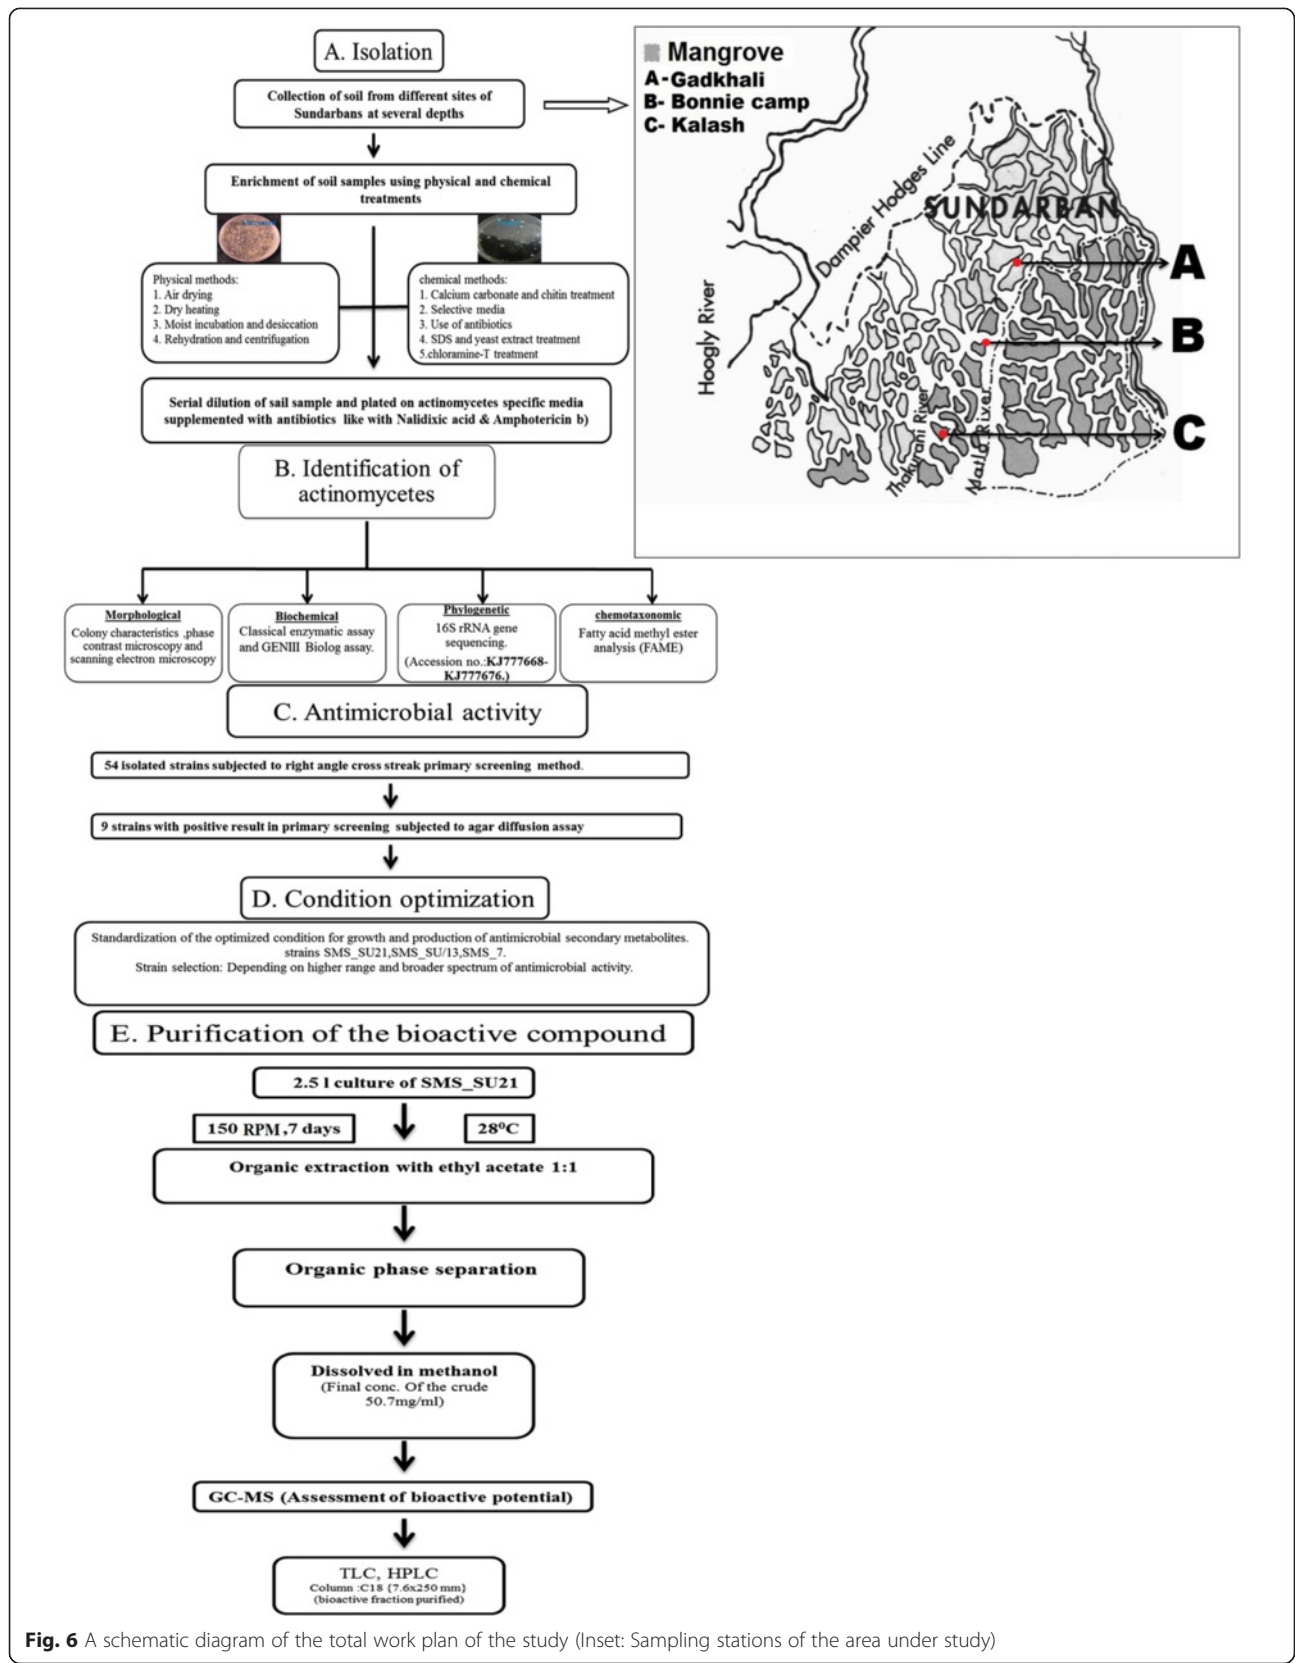 A. Isolation
Collection of soil from different sites of
Sundarbans at several depths
Enrichment of soil samples using physical and chemical
treatments
Physical methods:
1. Air drying
2. Dry heating
3. Moist incubation and desiccation
4. Rehydration and centrifugation
chemical methods:
1. Calcium carbonate and chitin treatment
2. Selective media
3. Use of antibiotics
4. SDS and yeast extract treatment
5.chloramine-T treatment
Serial dilution of sail sample and plated on actinomycetes specific media
supplemented with antibiotics like with Nalidixic acid & Amphotericin b)
Mangrove
A-Gadkhali
B- Bonnie camp
C- Kalash
Dampier Hodges Line
SUNDARBAN
Hoogly River
Thakurani River
Matla River
A
B
C
B. Identification of
actinomycetes
Morphological
Colony characteristics ,phase
contrast microscopy and
scanning electron microscopy
Biochemical
Classical enzymatic assay
and GENIII Biolog assay.
Phylogenetic
16S rRNA gene
sequencing.
(Accession no.:KJ777668-
KJ777676.)
chemotaxonomic
Fatty acid methyl ester
analysis (FAME)
C. Antimicrobial activity
54 isolated strains subjected to right angle cross streak primary screening method.
9 strains with positive result in primary screening subjected to agar diffusion assay
D. Condition optimization
Standardization of the optimized condition for growth and production of antimicrobial secondary metabolites.
strains SMS_SU21,SMS_SU/13,SMS_7.
Strain selection: Depending on higher range and broader spectrum of antimicrobial activity.
E. Purification of the bioactive compound
2.5 l culture of SMS_SU21
150 RPM ,7 days
28⁰C
Organic extraction with ethyl acetate 1:1
Organic phase separation
Dissolved in methanol
(Final conc. Of the crude
50.7mg/ml)
GC-MS (Assessment of bioactive potential)
TLC, HPLC
Column :C18 {7.6x250 mm}
(bioactive fraction purified)
Fig. 6 A schematic diagram of the total work plan of the study (Inset: Sampling stations of the area under study)